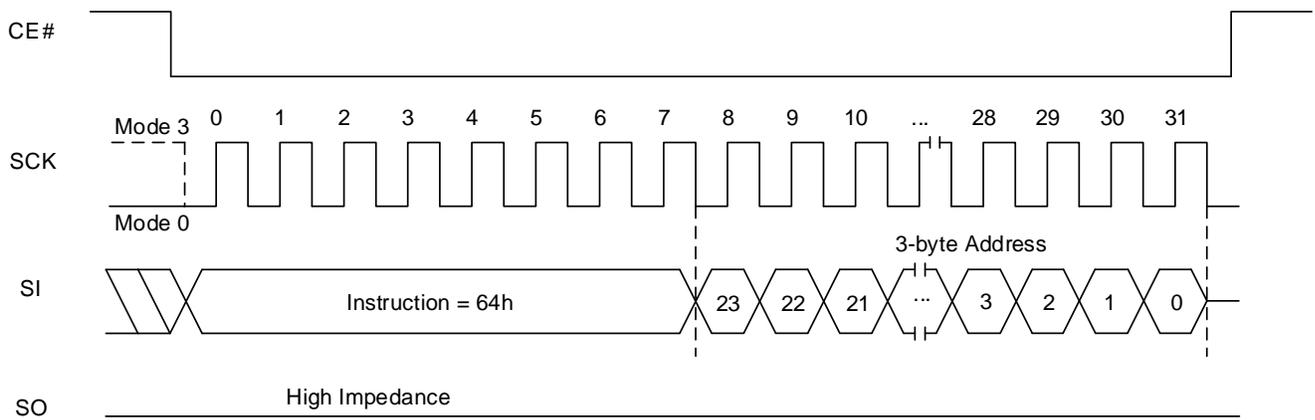 CE#
Mode 3 0 1 2 3 4 5 6 7 8 9 10 ... 28 29 30 31
SCK
Mode 0
3-byte Address
SI Instruction = 64h 23 22 21 ... 3 2 1 0
High Impedance
SO